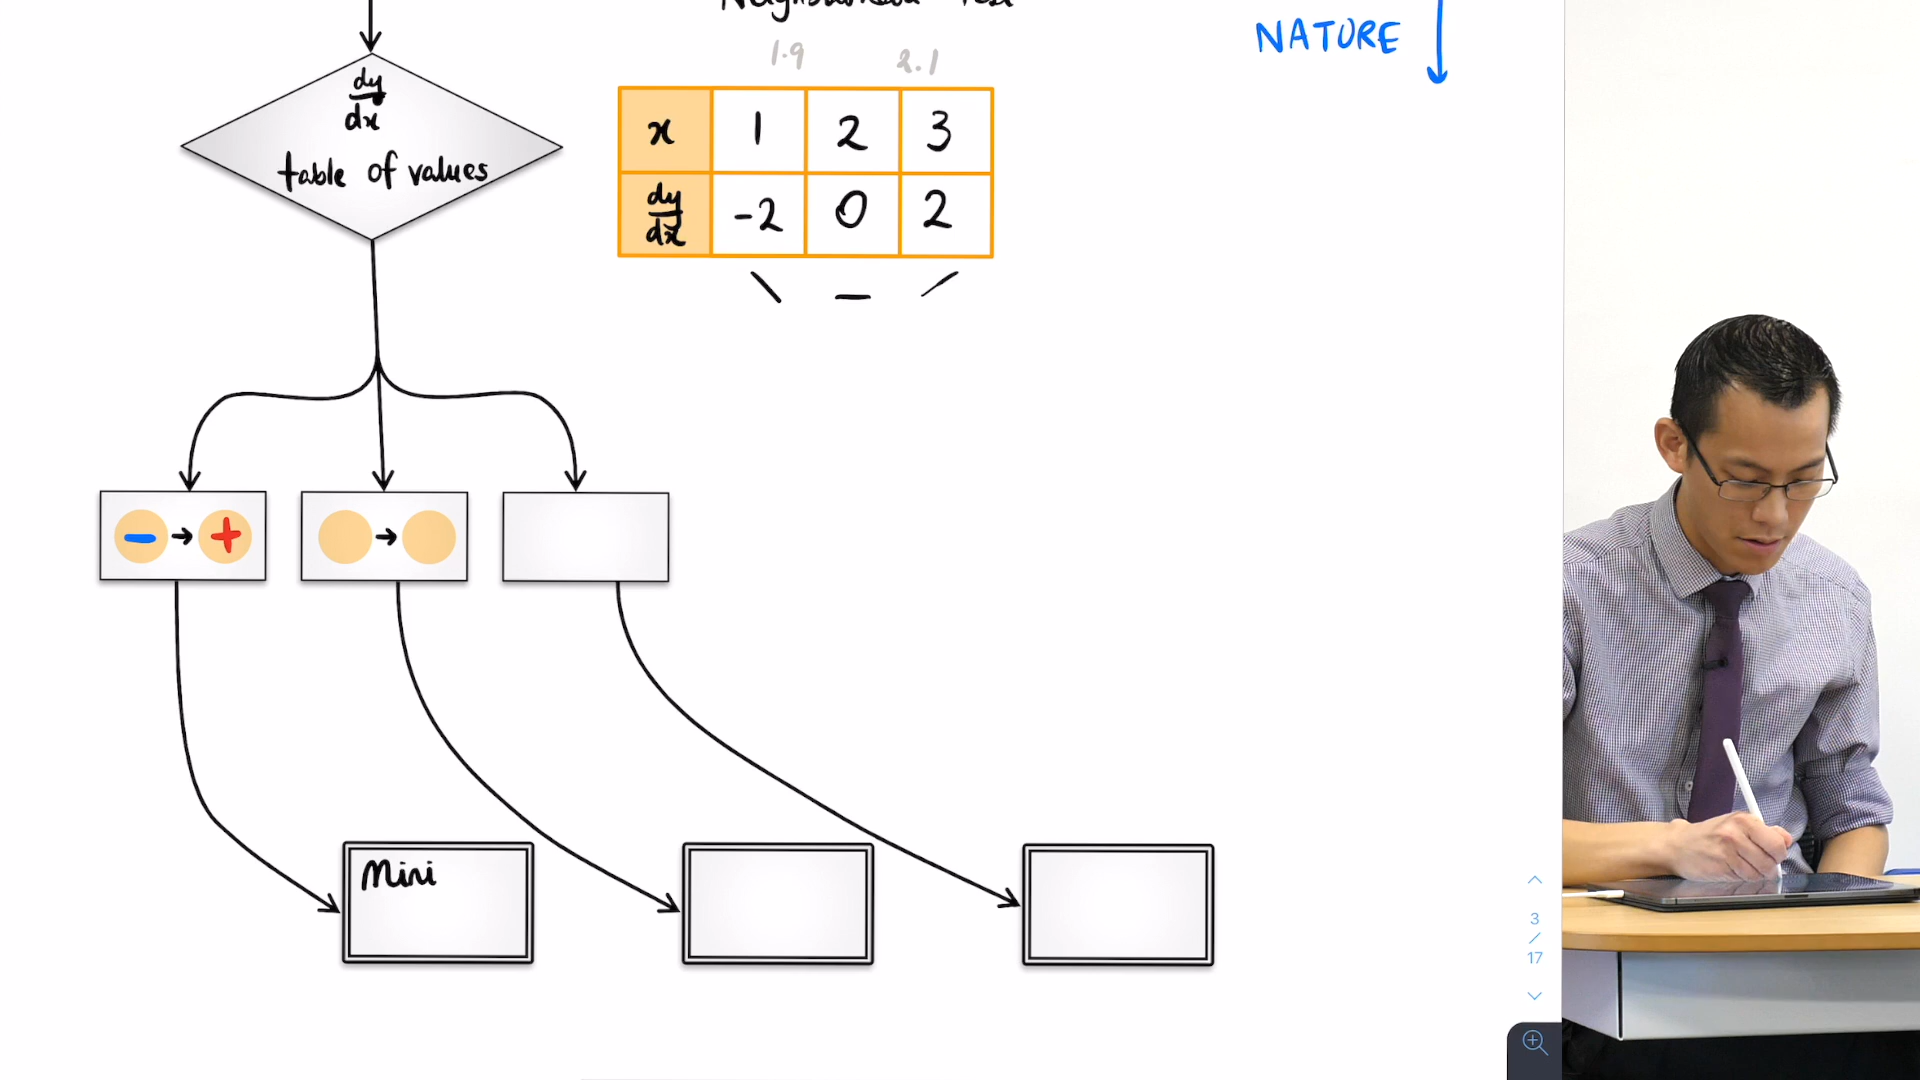 NATURE
1.9 2.1
dy
dx
table of values
x 1 2 3
dy/dx -2 0 2
− → +
→
Mini
3
/
17